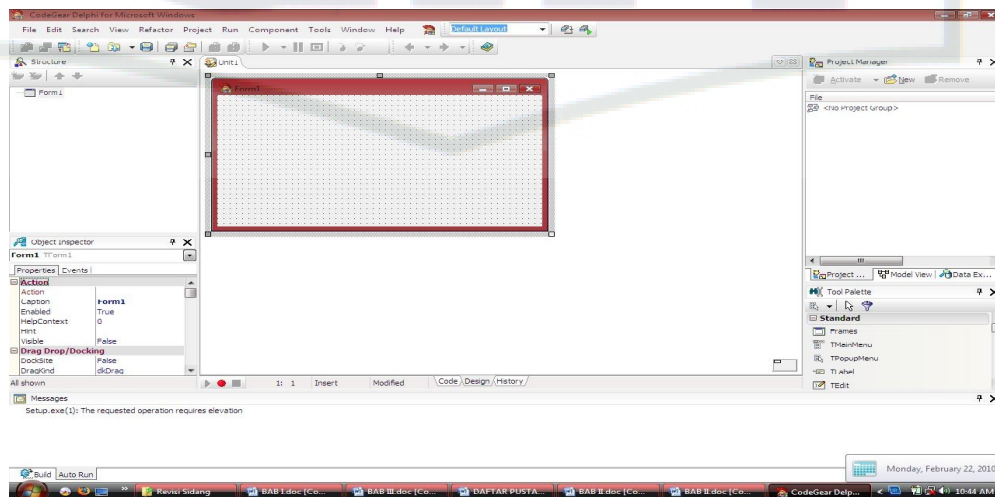 CodeGear Delphi for Microsoft Windows
File Edit Search View Refactor Project Run Component Tools Window Help
Default Layout
Structure
Form1
Unit1
Form1
Project Manager
Activate New Remove
File
<No Project Group>
Project ... Model View Data Ex...
Object Inspector
Form1 TForm1
Properties Events
Action
Action
Caption Form1
Enabled True
HelpContext 0
Hint
Visible False
Drag Drop/Docking
DockSite False
DragKind dkDrag
All shown
1: 1 Insert Modified Code Design History
Tool Palette
Standard
Frames
TMainMenu
TPopupMenu
TLabel
TEdit
Messages
Setup.exe(1): The requested operation requires elevation
Build Auto Run
Monday, February 22, 2010
Revisi Sidang BAB I.doc [Co... BAB III.doc [Co... DAFTAR PUSTA... BAB II.doc [Co... BAB II.doc [Co... CodeGear Delp... 10:44 AM